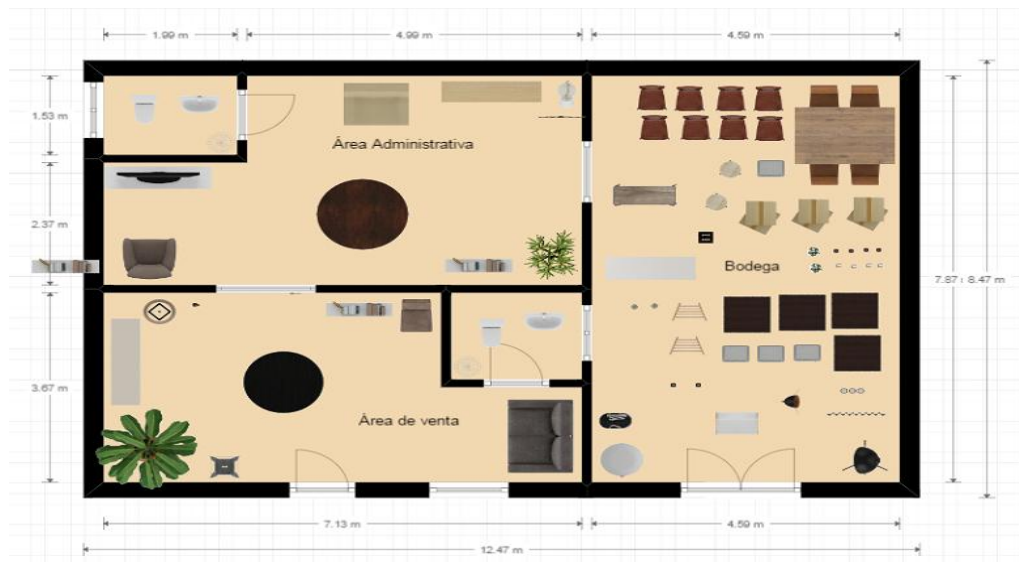 1.99 m
4.99 m
4.59 m
1.53 m
Área Administrativa
2.37 m
Bodega
7.87
8.47 m
3.67 m
Área de venta
7.13 m
4.59 m
12.47 m